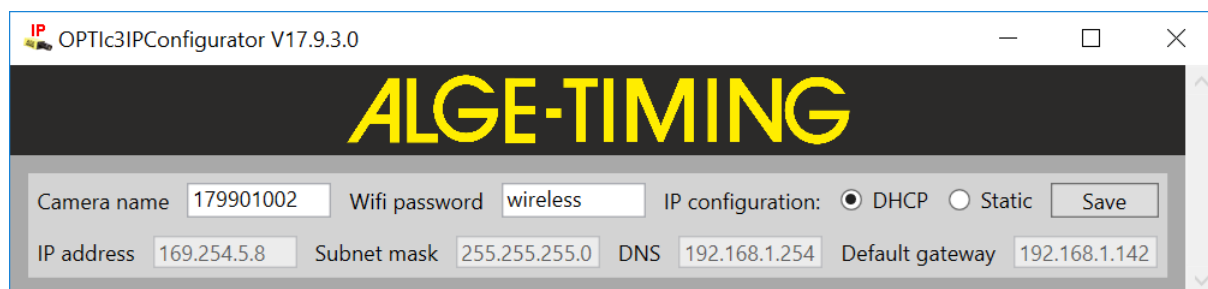 IP
OPTIc3IPConfigurator V17.9.3.0
ALGE-TIMING
Camera name 179901002 Wifi password wireless IP configuration: DHCP Static Save
IP address 169.254.5.8 Subnet mask 255.255.255.0 DNS 192.168.1.254 Default gateway 192.168.1.142